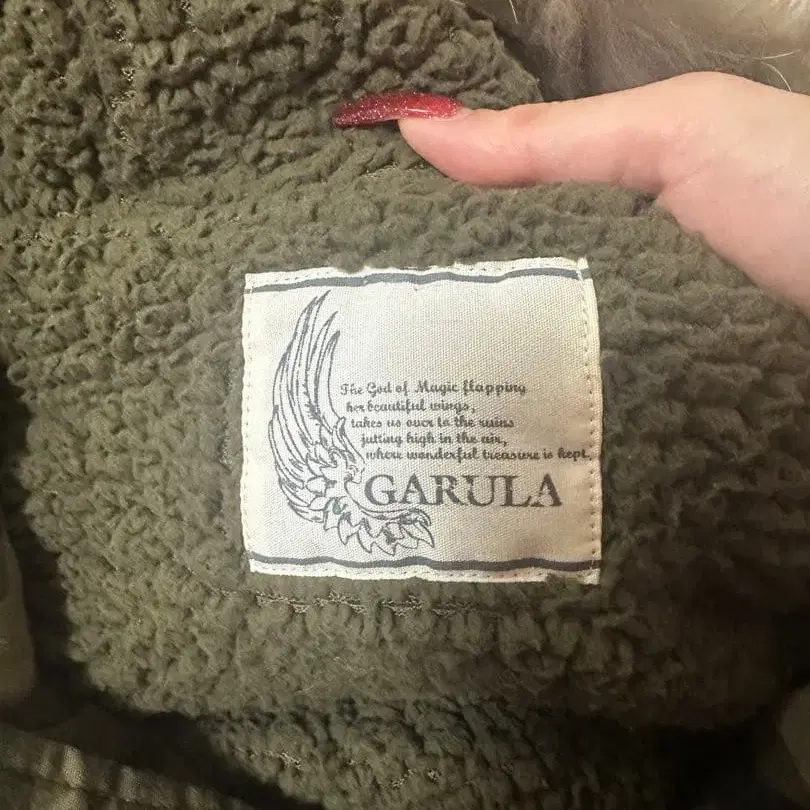 The God of Magic flapping
her beautiful wings,
takes us over to the ruins
jutting high in the air,
where wonderful treasure is kept.
GARULA